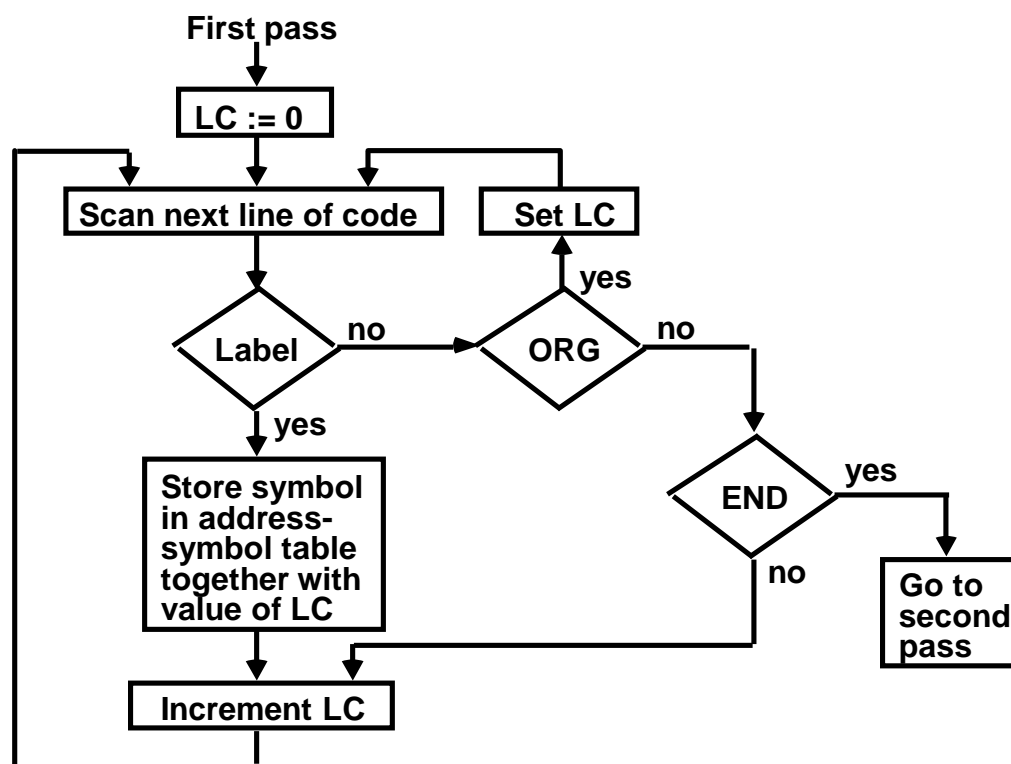 First pass
LC := 0
Scan next line of code
Set LC
yes
Label
no
ORG
no
yes
Store symbol
in address-
symbol table
together with
value of LC
END
yes
no
Go to
second
pass
Increment LC